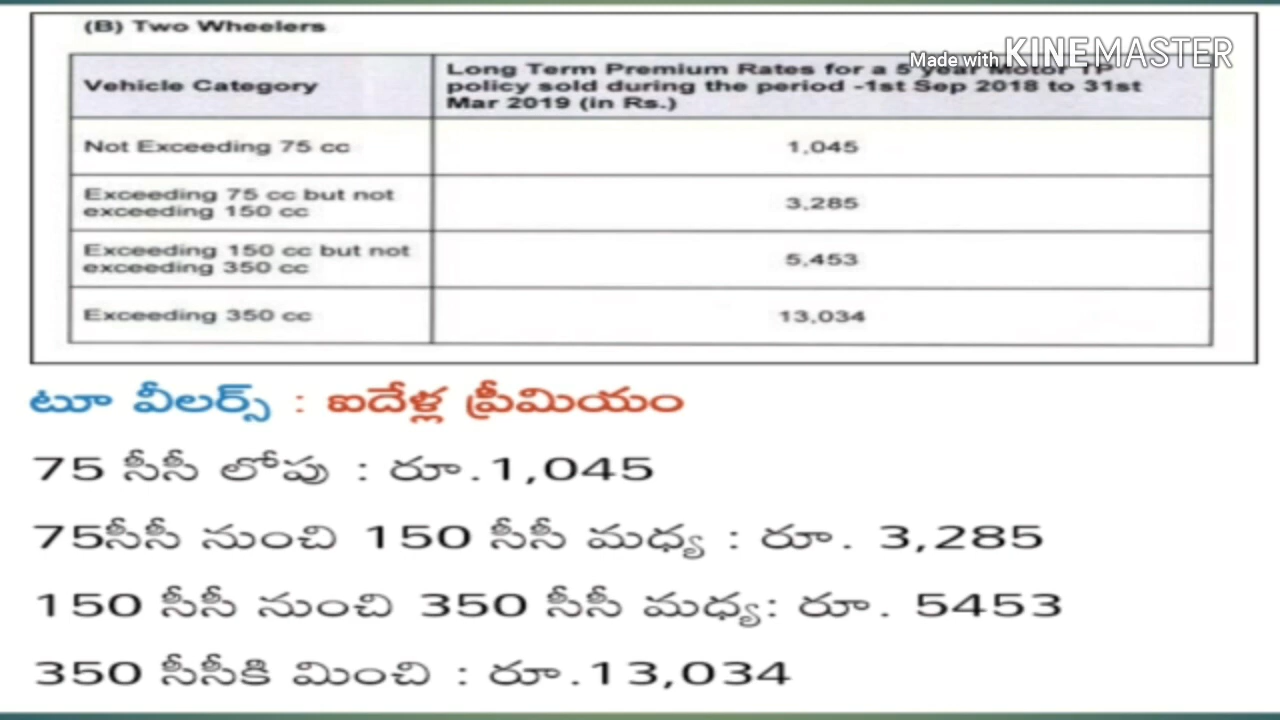 (B) Two Wheelers
Made with KINEMASTER
Vehicle Category
Long Term Premium Rates for a 5 year Motor TP
policy sold during the period -1st Sep 2018 to 31st
Mar 2019 (in Rs.)
Not Exceeding 75 cc
1,045
Exceeding 75 cc but not
exceeding 150 cc
3,285
Exceeding 150 cc but not
exceeding 350 cc
5,453
Exceeding 350 cc
13,034
టూ వీలర్స్ : ఐదేళ్ల ప్రీమియం
75 సీసీ లోపు : రూ.1,045
75సీసీ నుంచి 150 సీసీ మధ్య : రూ. 3,285
150 సీసీ నుంచి 350 సీసీ మధ్య: రూ. 5453
350 సీసీకి మించి : రూ.13,034